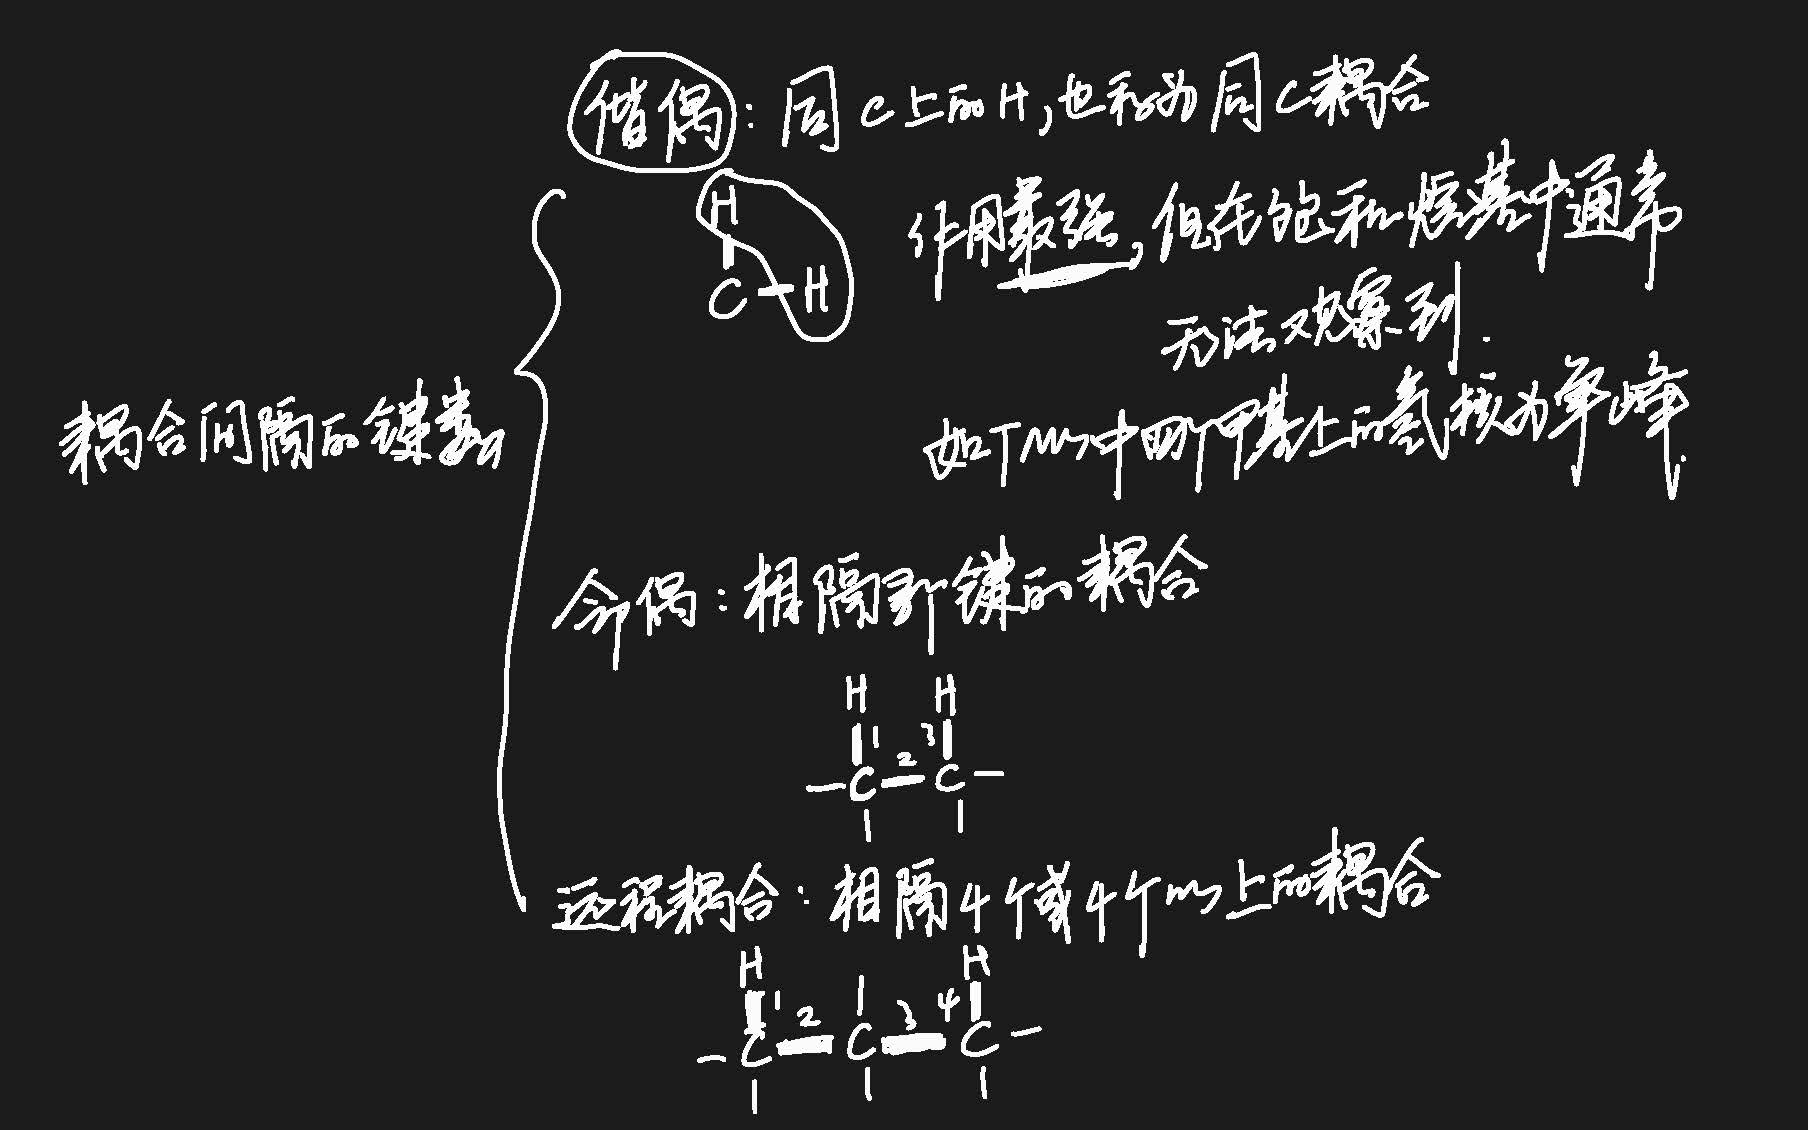 偕偶：同C上的H，也称为同C耦合
作用最强，但在饱和烃基中通常
无法观察到．
如TMS中四个甲基上的氢核为单峰．
耦合间隔的键数
邻偶：相隔3个键的耦合
远程耦合：相隔4个或4个以上的耦合
H
C－H
H H
1 2 3
－C－C－
H H
1 2 3 4
－C－C－C－